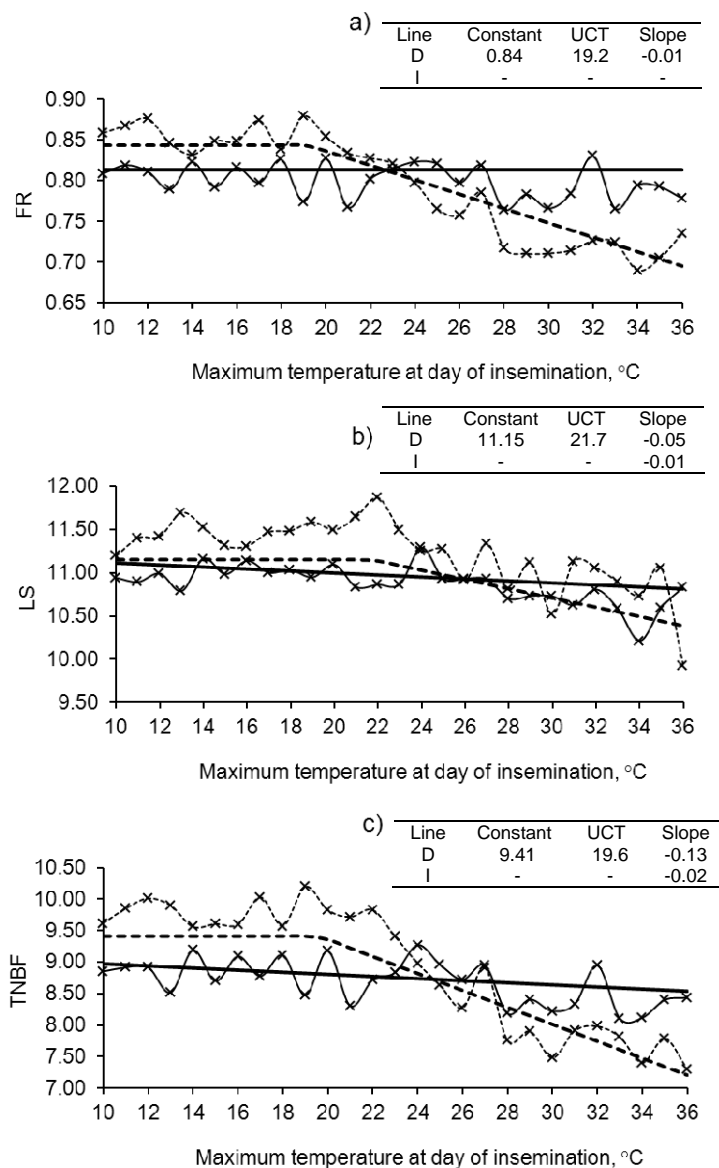 a)
Line Constant UCT Slope
D 0.84 19.2 -0.01
I - - -
0.90
0.85
0.80
0.75
0.70
0.65
FR
10 12 14 16 18 20 22 24 26 28 30 32 34 36
Maximum temperature at day of insemination, °C
b)
Line Constant UCT Slope
D 11.15 21.7 -0.05
I - - -0.01
12.00
11.50
11.00
10.50
10.00
9.50
LS
10 12 14 16 18 20 22 24 26 28 30 32 34 36
Maximum temperature at day of insemination, °C
c)
Line Constant UCT Slope
D 9.41 19.6 -0.13
I - - -0.02
10.50
10.00
9.50
9.00
8.50
8.00
7.50
7.00
TNBF
10 12 14 16 18 20 22 24 26 28 30 32 34 36
Maximum temperature at day of insemination, °C